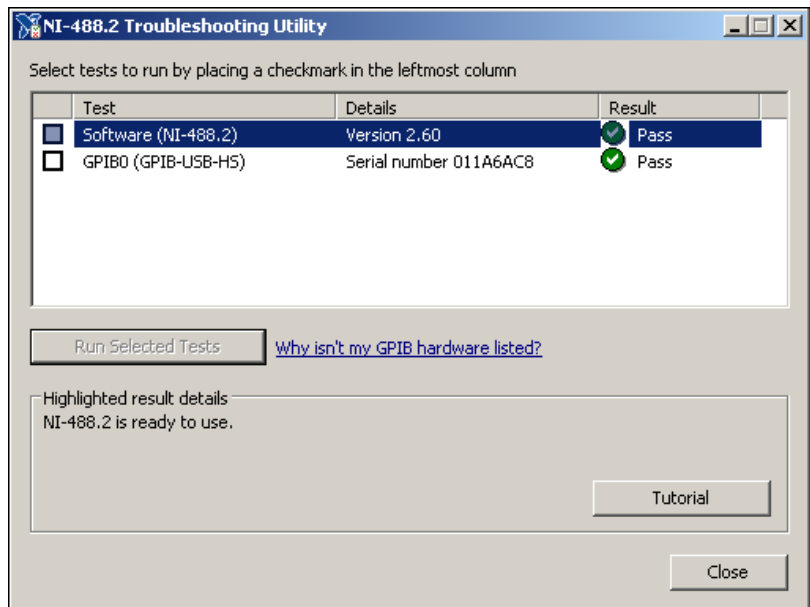 NI-488.2 Troubleshooting Utility
Select tests to run by placing a checkmark in the leftmost column
Test Details Result
Software (NI-488.2) Version 2.60 Pass
GPIB0 (GPIB-USB-HS) Serial number 011A6AC8 Pass
Run Selected Tests Why isn't my GPIB hardware listed?
Highlighted result details
NI-488.2 is ready to use.
Tutorial
Close